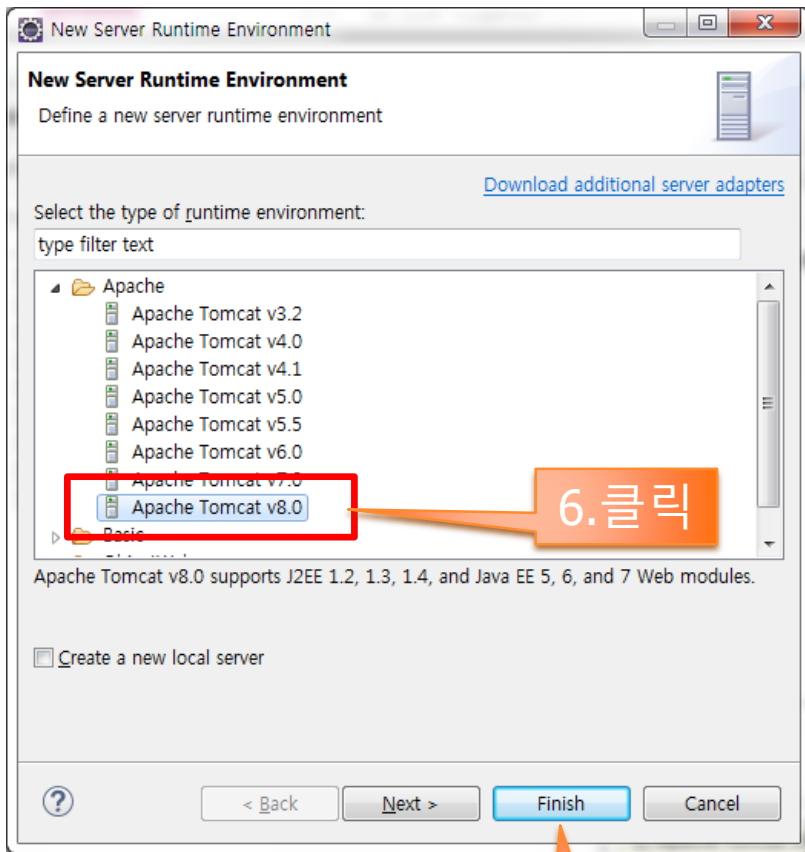 New Server Runtime Environment
New Server Runtime Environment
Define a new server runtime environment
Download additional server adapters
Select the type of runtime environment:
type filter text
Apache
Apache Tomcat v3.2
Apache Tomcat v4.0
Apache Tomcat v4.1
Apache Tomcat v5.0
Apache Tomcat v5.5
Apache Tomcat v6.0
Apache Tomcat v7.0
Apache Tomcat v8.0
6.클릭
Basic
Apache Tomcat v8.0 supports J2EE 1.2, 1.3, 1.4, and Java EE 5, 6, and 7 Web modules.
Create a new local server
< Back
Next >
Finish
Cancel